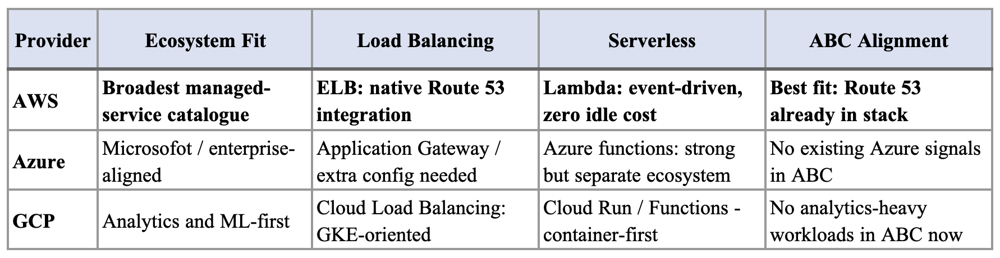 Provider
Ecosystem Fit
Load Balancing
Serverless
ABC Alignment
AWS
Broadest managed-
service catalogue
ELB: native Route 53
integration
Lambda: event-driven,
zero idle cost
Best fit: Route 53
already in stack
Azure
Microsofot / enterprise-
aligned
Application Gateway /
extra config needed
Azure functions: strong
but separate ecosystem
No existing Azure signals
in ABC
GCP
Analytics and ML-first
Cloud Load Balancing:
GKE-oriented
Cloud Run / Functions -
container-first
No analytics-heavy
workloads in ABC now